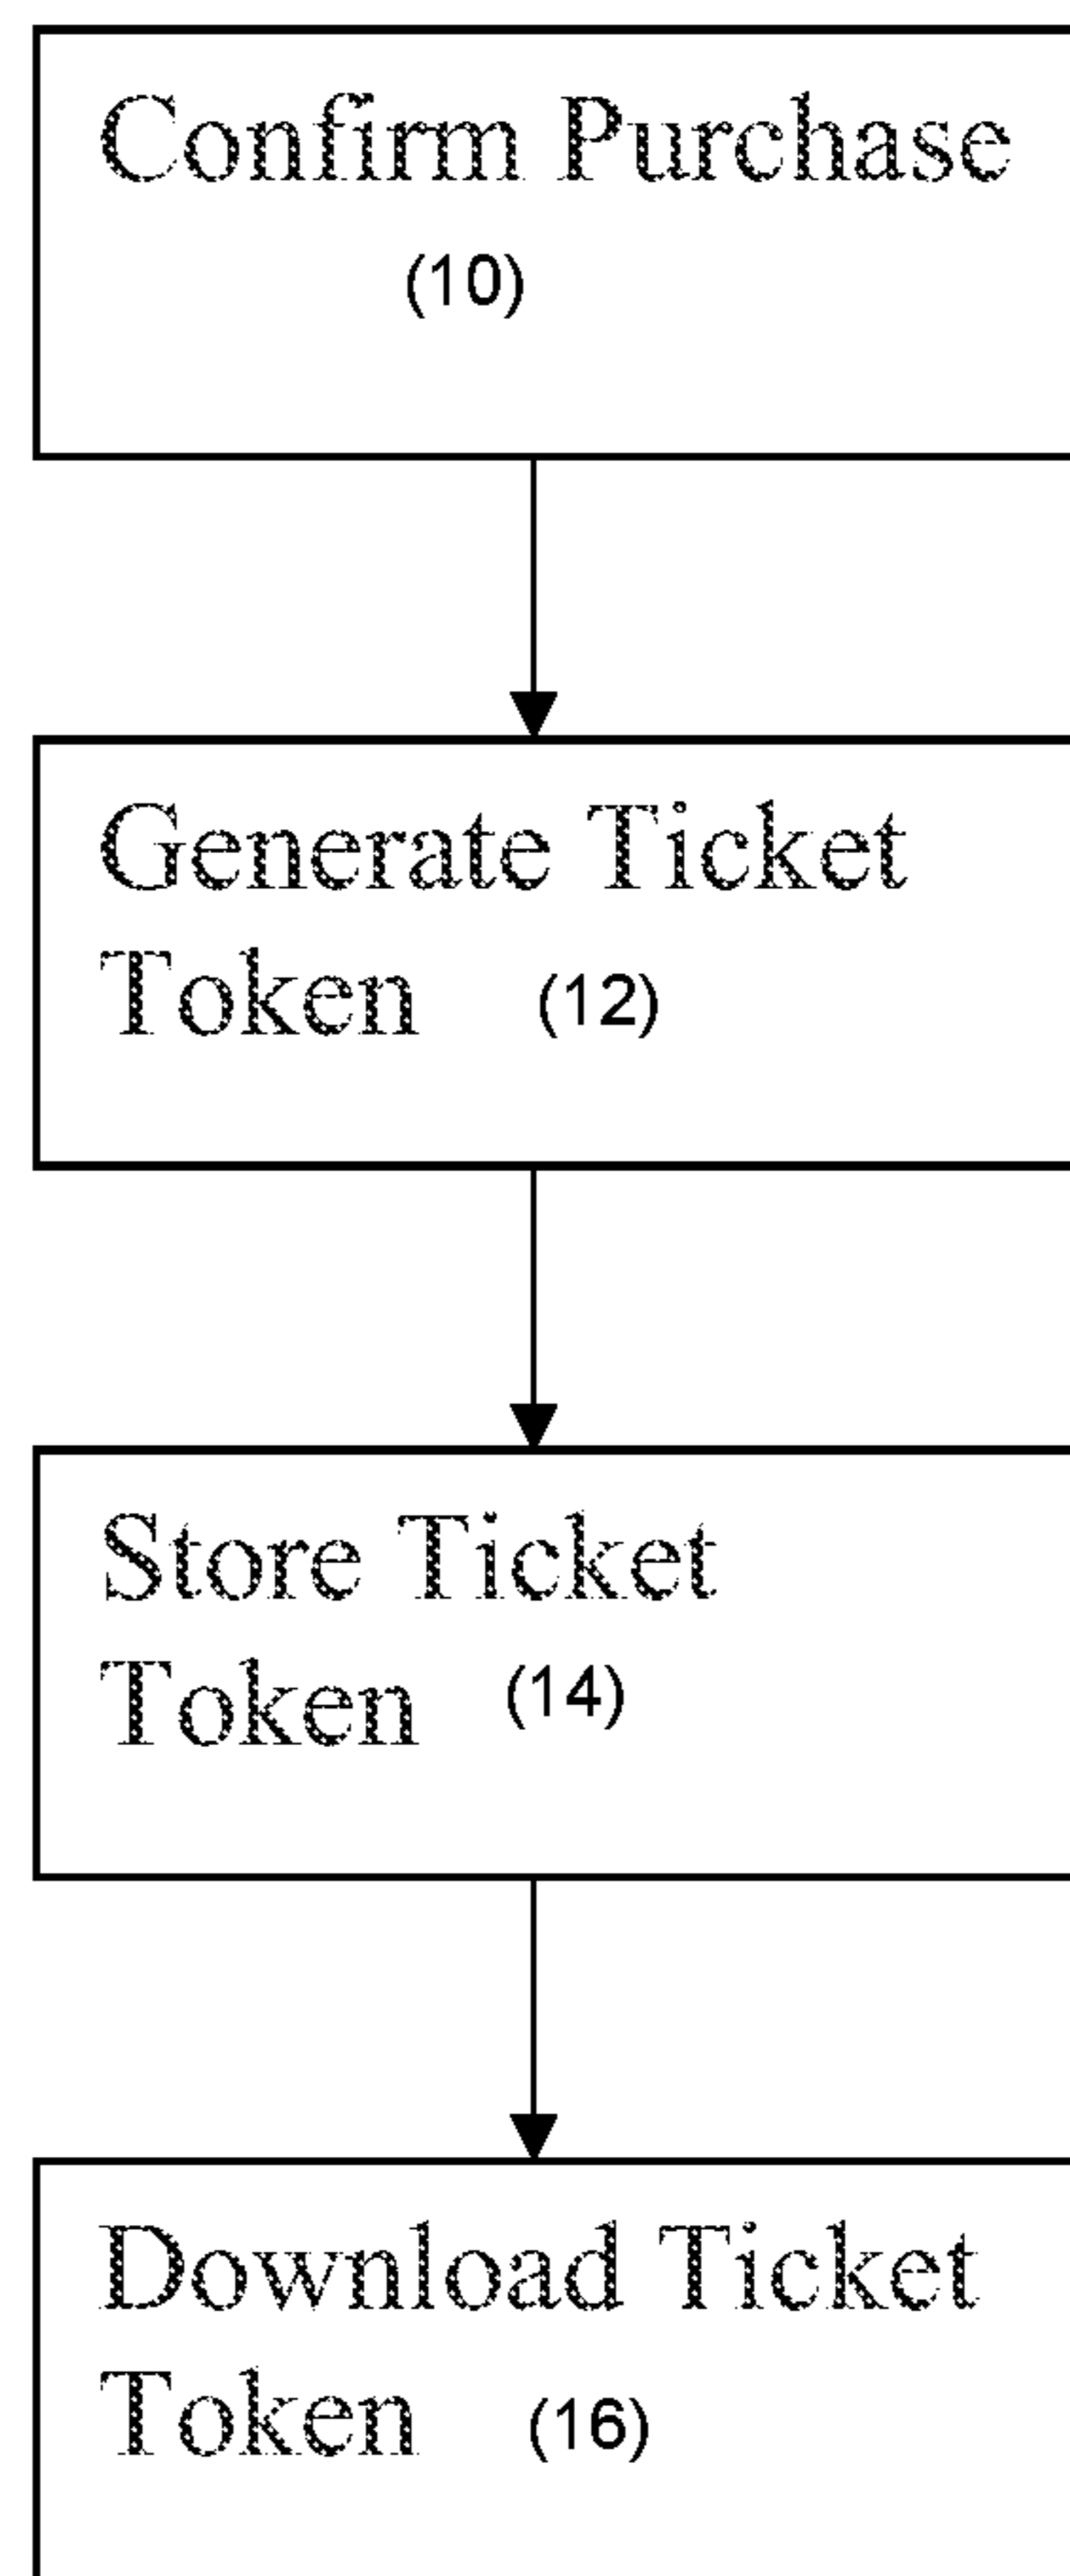 Confirm Purchase
(10)
Generate Ticket
Token (12)
Store Ticket
Token (14)
Download Ticket
Token (16)